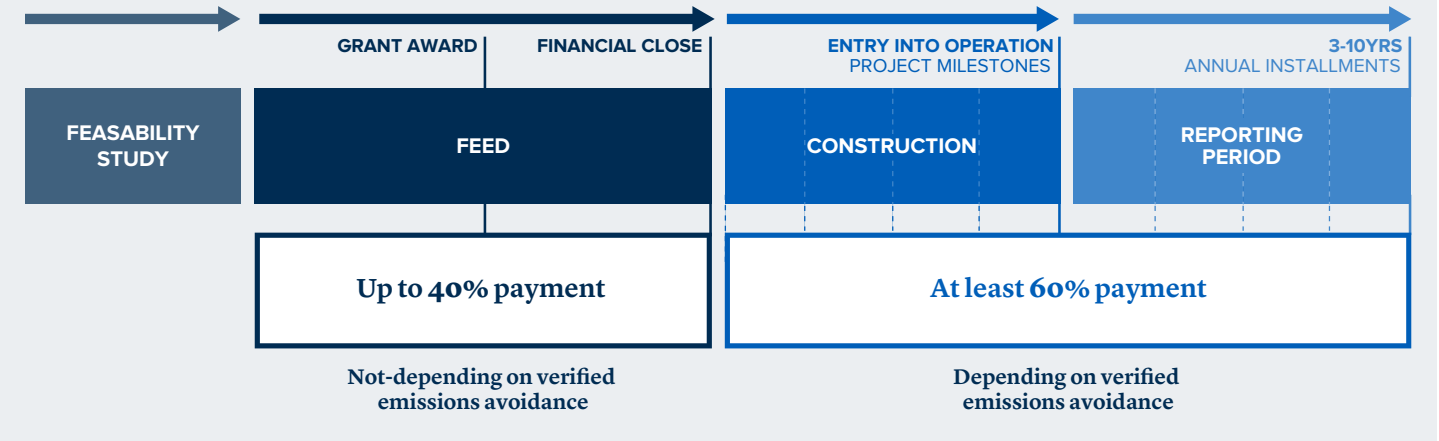 GRANT AWARD
FINANCIAL CLOSE
ENTRY INTO OPERATION
PROJECT MILESTONES
3-10YRS
ANNUAL INSTALLMENTS
FEASABILITY
STUDY
FEED
CONSTRUCTION
REPORTING
PERIOD
Up to 40% payment
At least 60% payment
Not-depending on verified
emissions avoidance
Depending on verified
emissions avoidance